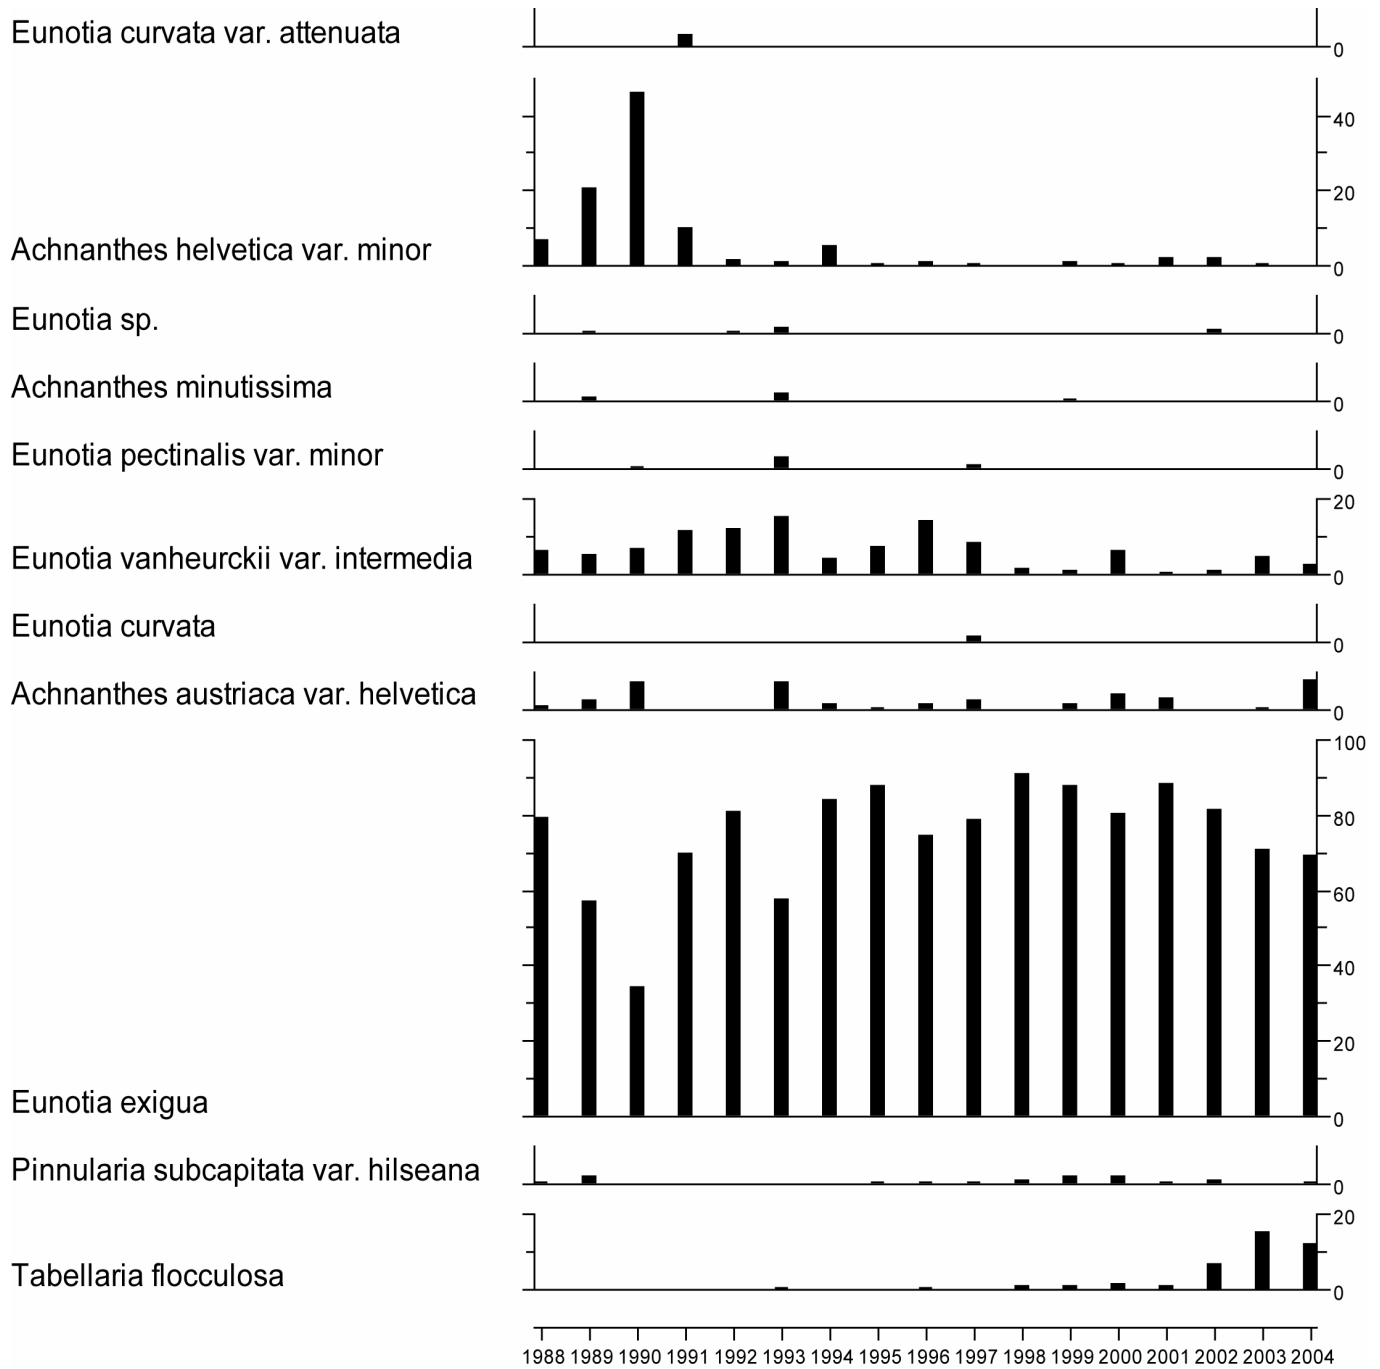 Eunotia curvata var. attenuata
0
40
20
Achnanthes helvetica var. minor
0
Eunotia sp.
0
Achnanthes minutissima
0
Eunotia pectinalis var. minor
0
20
Eunotia vanheurckii var. intermedia
0
Eunotia curvata
0
Achnanthes austriaca var. helvetica
0
100
80
60
40
20
Eunotia exigua
0
Pinnularia subcapitata var. hilseana
0
20
Tabellaria flocculosa
0
1988 1989 1990 1991 1992 1993 1994 1995 1996 1997 1998 1999 2000 2001 2002 2003 2004